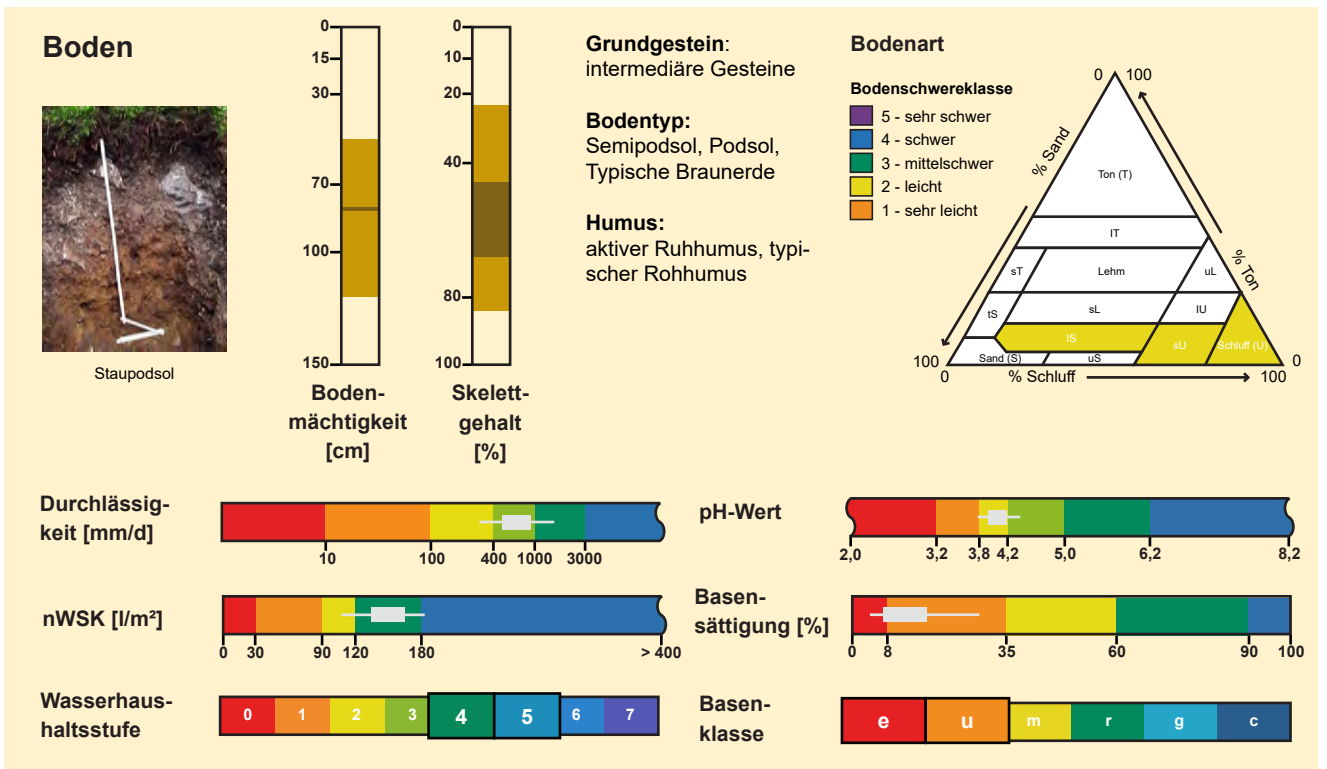 Boden
Staupodsol
0
15
30
70
100
150
Boden-
mächtigkeit
[cm]
0
10
20
40
80
100
Skelett-
gehalt
[%]
Grundgestein:
intermediäre Gesteine
Bodentyp:
Semipodsol, Podsol,
Typische Braunerde
Humus:
aktiver Ruhhumus, typi-
scher Rohhumus
Bodenart
Bodenschwereklasse
5 - sehr schwer
4 - schwer
3 - mittelschwer
2 - leicht
1 - sehr leicht
0 100
% Sand
% Ton
Ton (T)
lT
sT Lehm uL
tS sL lU
lS sU Schluff (U)
Sand (S) uS
100 0
0 % Schluff 100
Durchlässig-
keit [mm/d]
10 100 400 1000 3000
pH-Wert
2,0 3,2 3,8 4,2 5,0 6,2 8,2
nWSK [l/m²]
0 30 90 120 180 > 400
Basen-
sättigung [%]
0 8 35 60 90 100
Wasserhaus-
haltsstufe
0 1 2 3 4 5 6 7
Basen-
klasse
e u m r g c